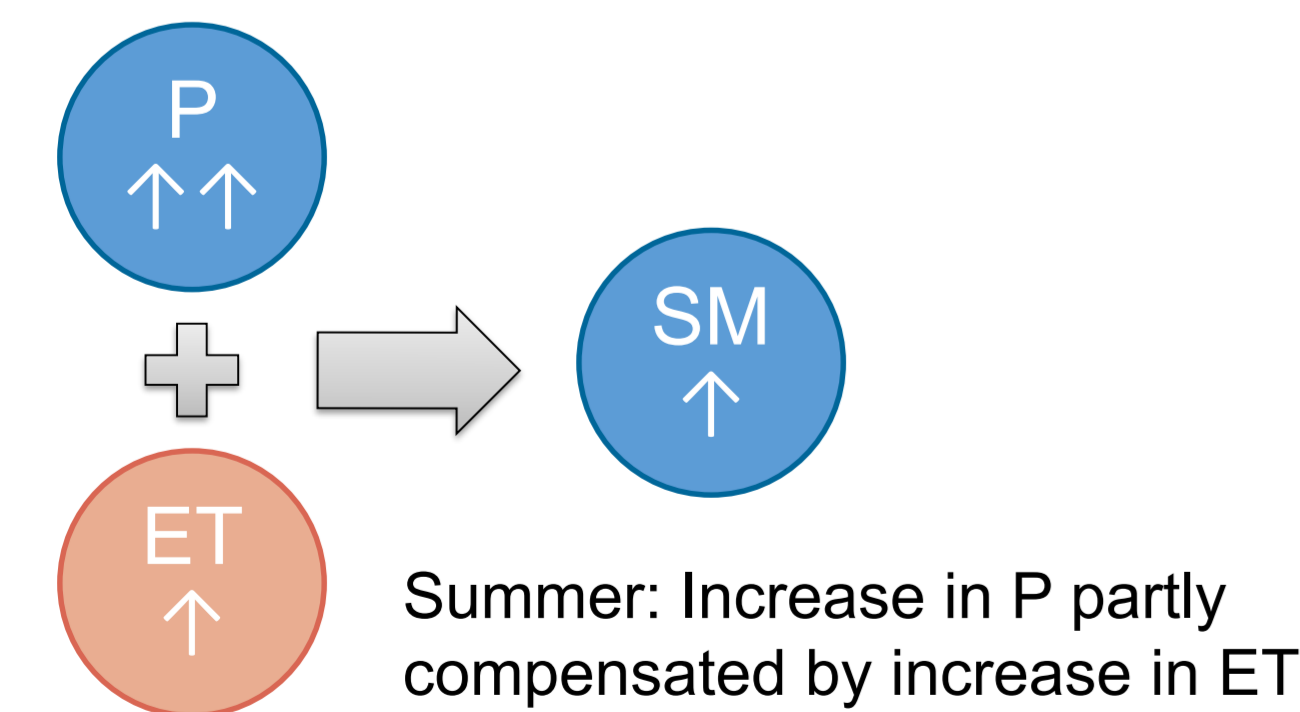 P
↑↑
SM
↑
ET
↑
Summer: Increase in P partly
compensated by increase in ET